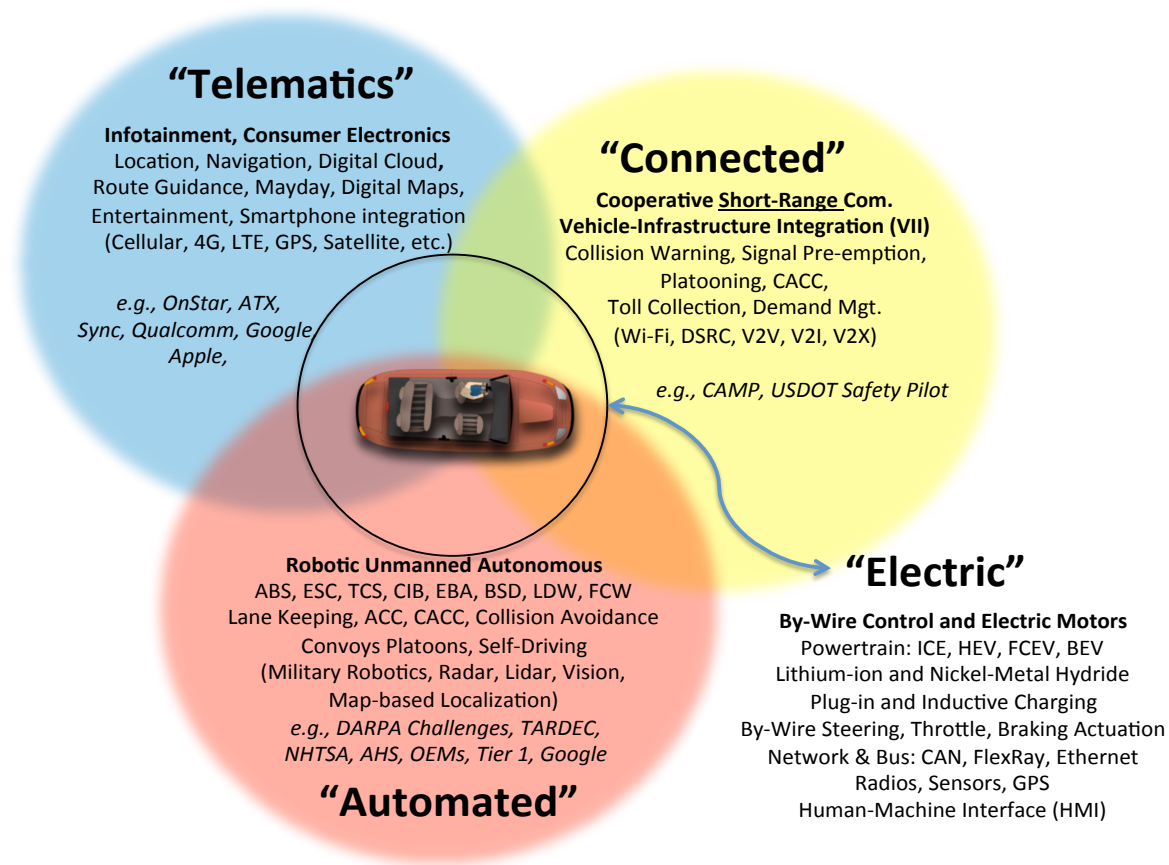 “Telematics”
Infotainment, Consumer Electronics
Location, Navigation, Digital Cloud,
Route Guidance, Mayday, Digital Maps,
Entertainment, Smartphone integration
(Cellular, 4G, LTE, GPS, Satellite, etc.)
e.g., OnStar, ATX,
Sync, Qualcomm, Google
Apple,
“Connected”
Cooperative Short-Range Com.
Vehicle-Infrastructure Integration (VII)
Collision Warning, Signal Pre-emption,
Platooning, CACC,
Toll Collection, Demand Mgt.
(Wi-Fi, DSRC, V2V, V2I, V2X)
e.g., CAMP, USDOT Safety Pilot
Robotic Unmanned Autonomous
ABS, ESC, TCS, CIB, EBA, BSD, LDW, FCW
Lane Keeping, ACC, CACC, Collision Avoidance
Convoys Platoons, Self-Driving
(Military Robotics, Radar, Lidar, Vision,
Map-based Localization)
e.g., DARPA Challenges, TARDEC,
NHTSA, AHS, OEMs, Tier 1, Google
“Automated”
“Electric”
By-Wire Control and Electric Motors
Powertrain: ICE, HEV, FCEV, BEV
Lithium-ion and Nickel-Metal Hydride
Plug-in and Inductive Charging
By-Wire Steering, Throttle, Braking Actuation
Network & Bus: CAN, FlexRay, Ethernet
Radios, Sensors, GPS
Human-Machine Interface (HMI)